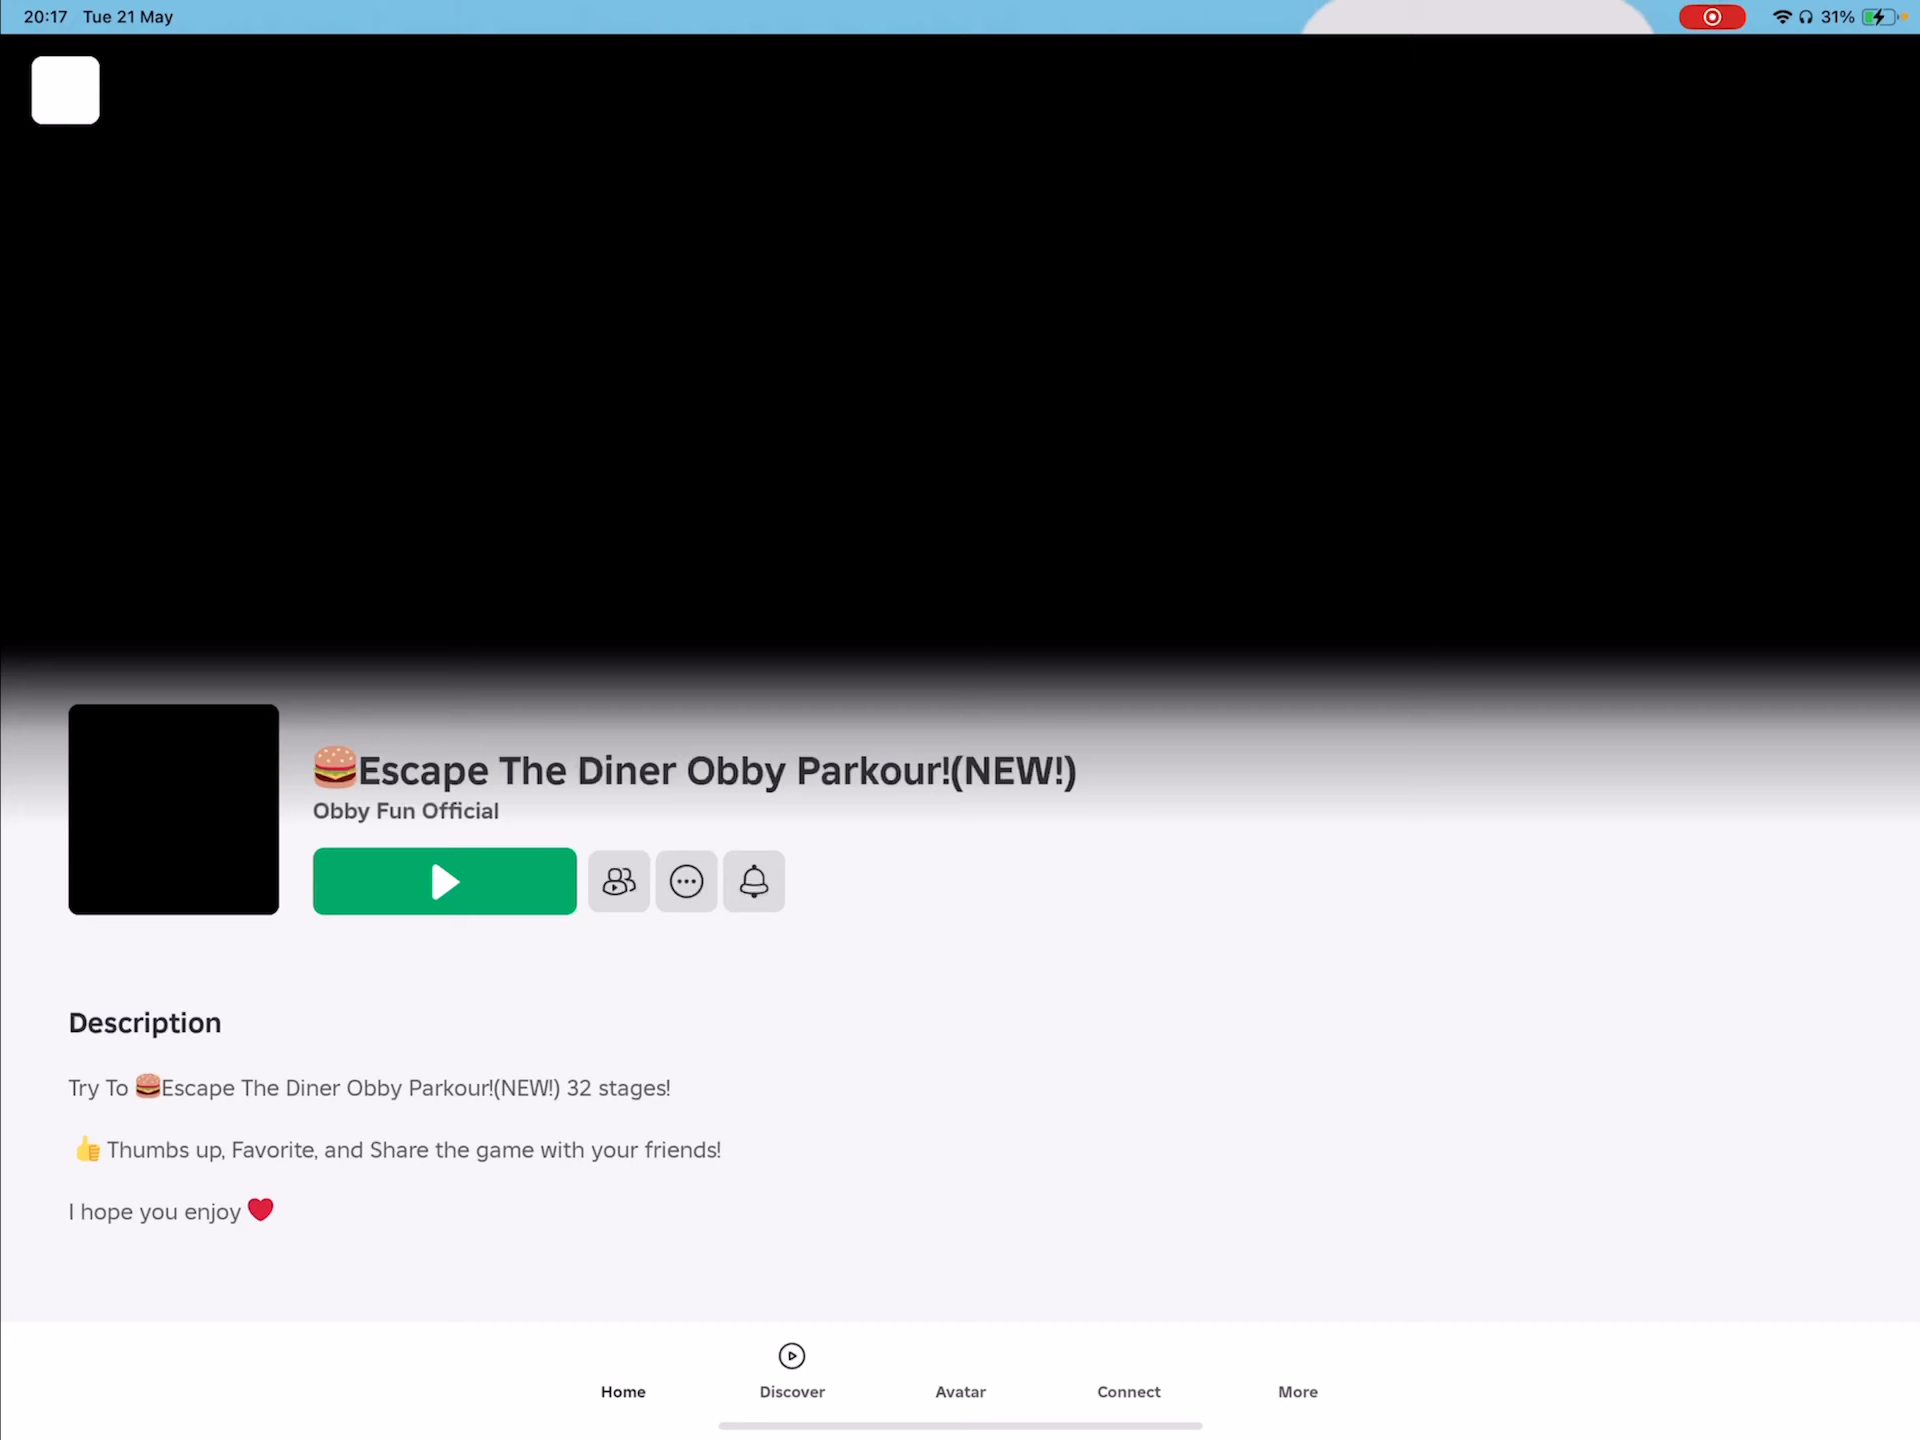 20:17 Tue 21 May
31%
🍔Escape The Diner Obby Parkour!(NEW!)
Obby Fun Official
Description
Try To 🍔Escape The Diner Obby Parkour!(NEW!) 32 stages!
👍 Thumbs up, Favorite, and Share the game with your friends!
I hope you enjoy ❤️
Home Discover Avatar Connect More